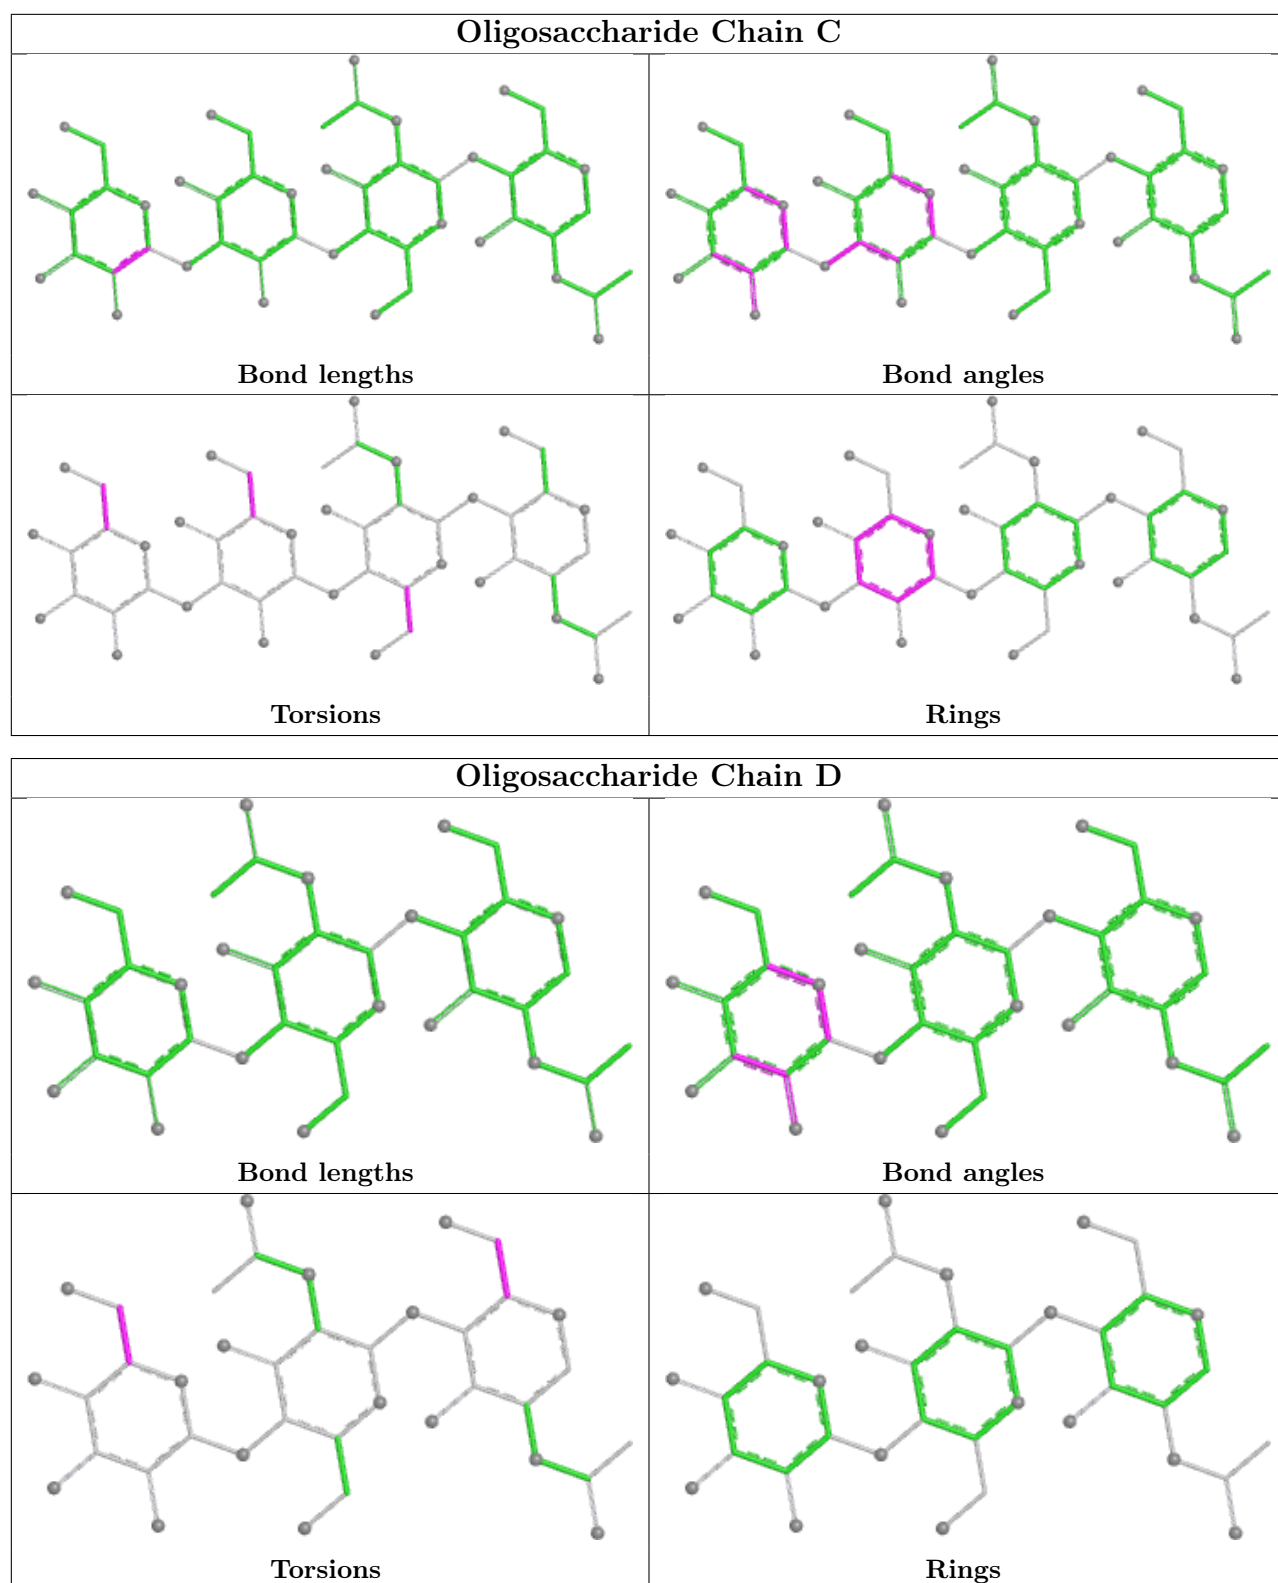 Oligosaccharide Chain C
Bond lengths
Bond angles
Torsions
Rings
Oligosaccharide Chain D
Bond lengths
Bond angles
Torsions
Rings